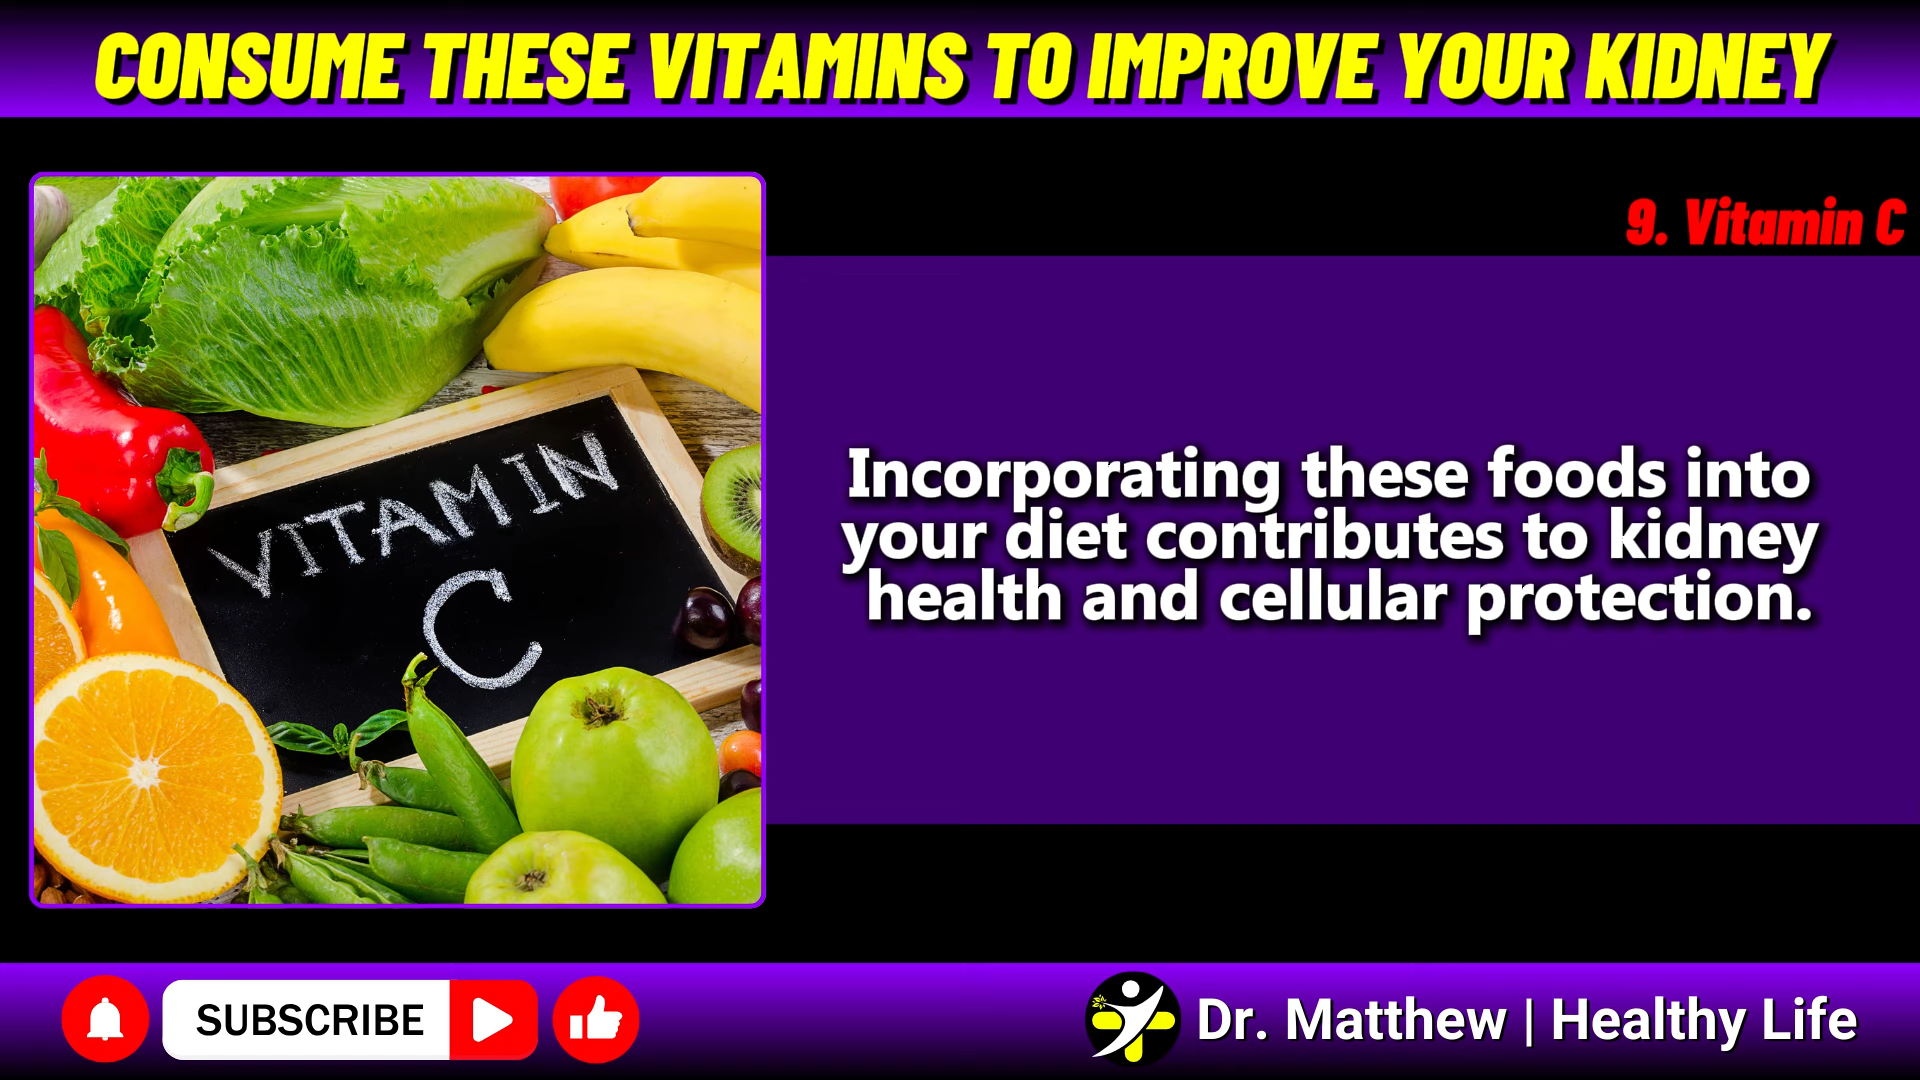 CONSUME THESE VITAMINS TO IMPROVE YOUR KIDNEY
9. Vitamin C
VITAMIN
C
Incorporating these foods into
your diet contributes to kidney
health and cellular protection.
SUBSCRIBE
Dr. Matthew | Healthy Life